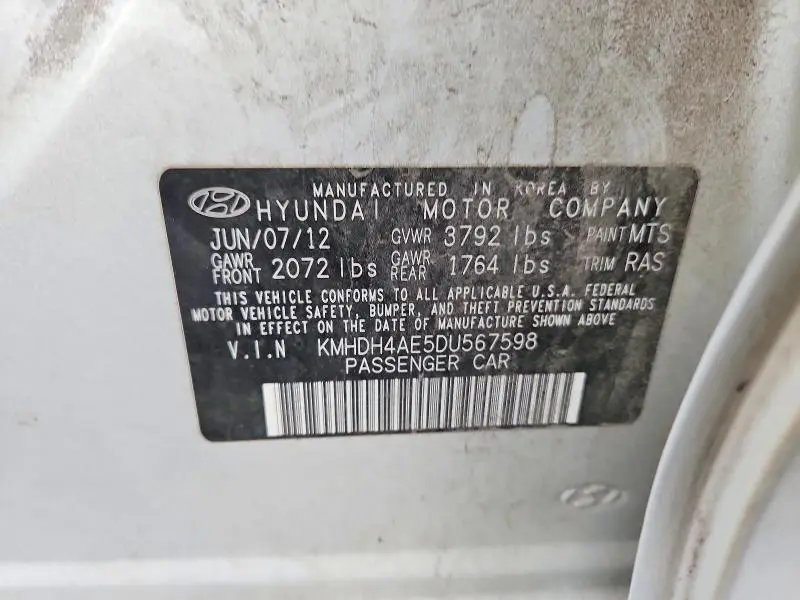 MANUFACTURED IN KOREA BY
HYUNDAI MOTOR COMPANY
JUN/07/12 GVWR 3792 lbs PAINT MTS
GAWR FRONT 2072 lbs GAWR REAR 1764 lbs TRIM RAS
THIS VEHICLE CONFORMS TO ALL APPLICABLE U.S.A. FEDERAL
MOTOR VEHICLE SAFETY, BUMPER, AND THEFT PREVENTION STANDARDS
IN EFFECT ON THE DATE OF MANUFACTURE SHOWN ABOVE
V.I.N KMHDH4AE5DU567598
PASSENGER CAR